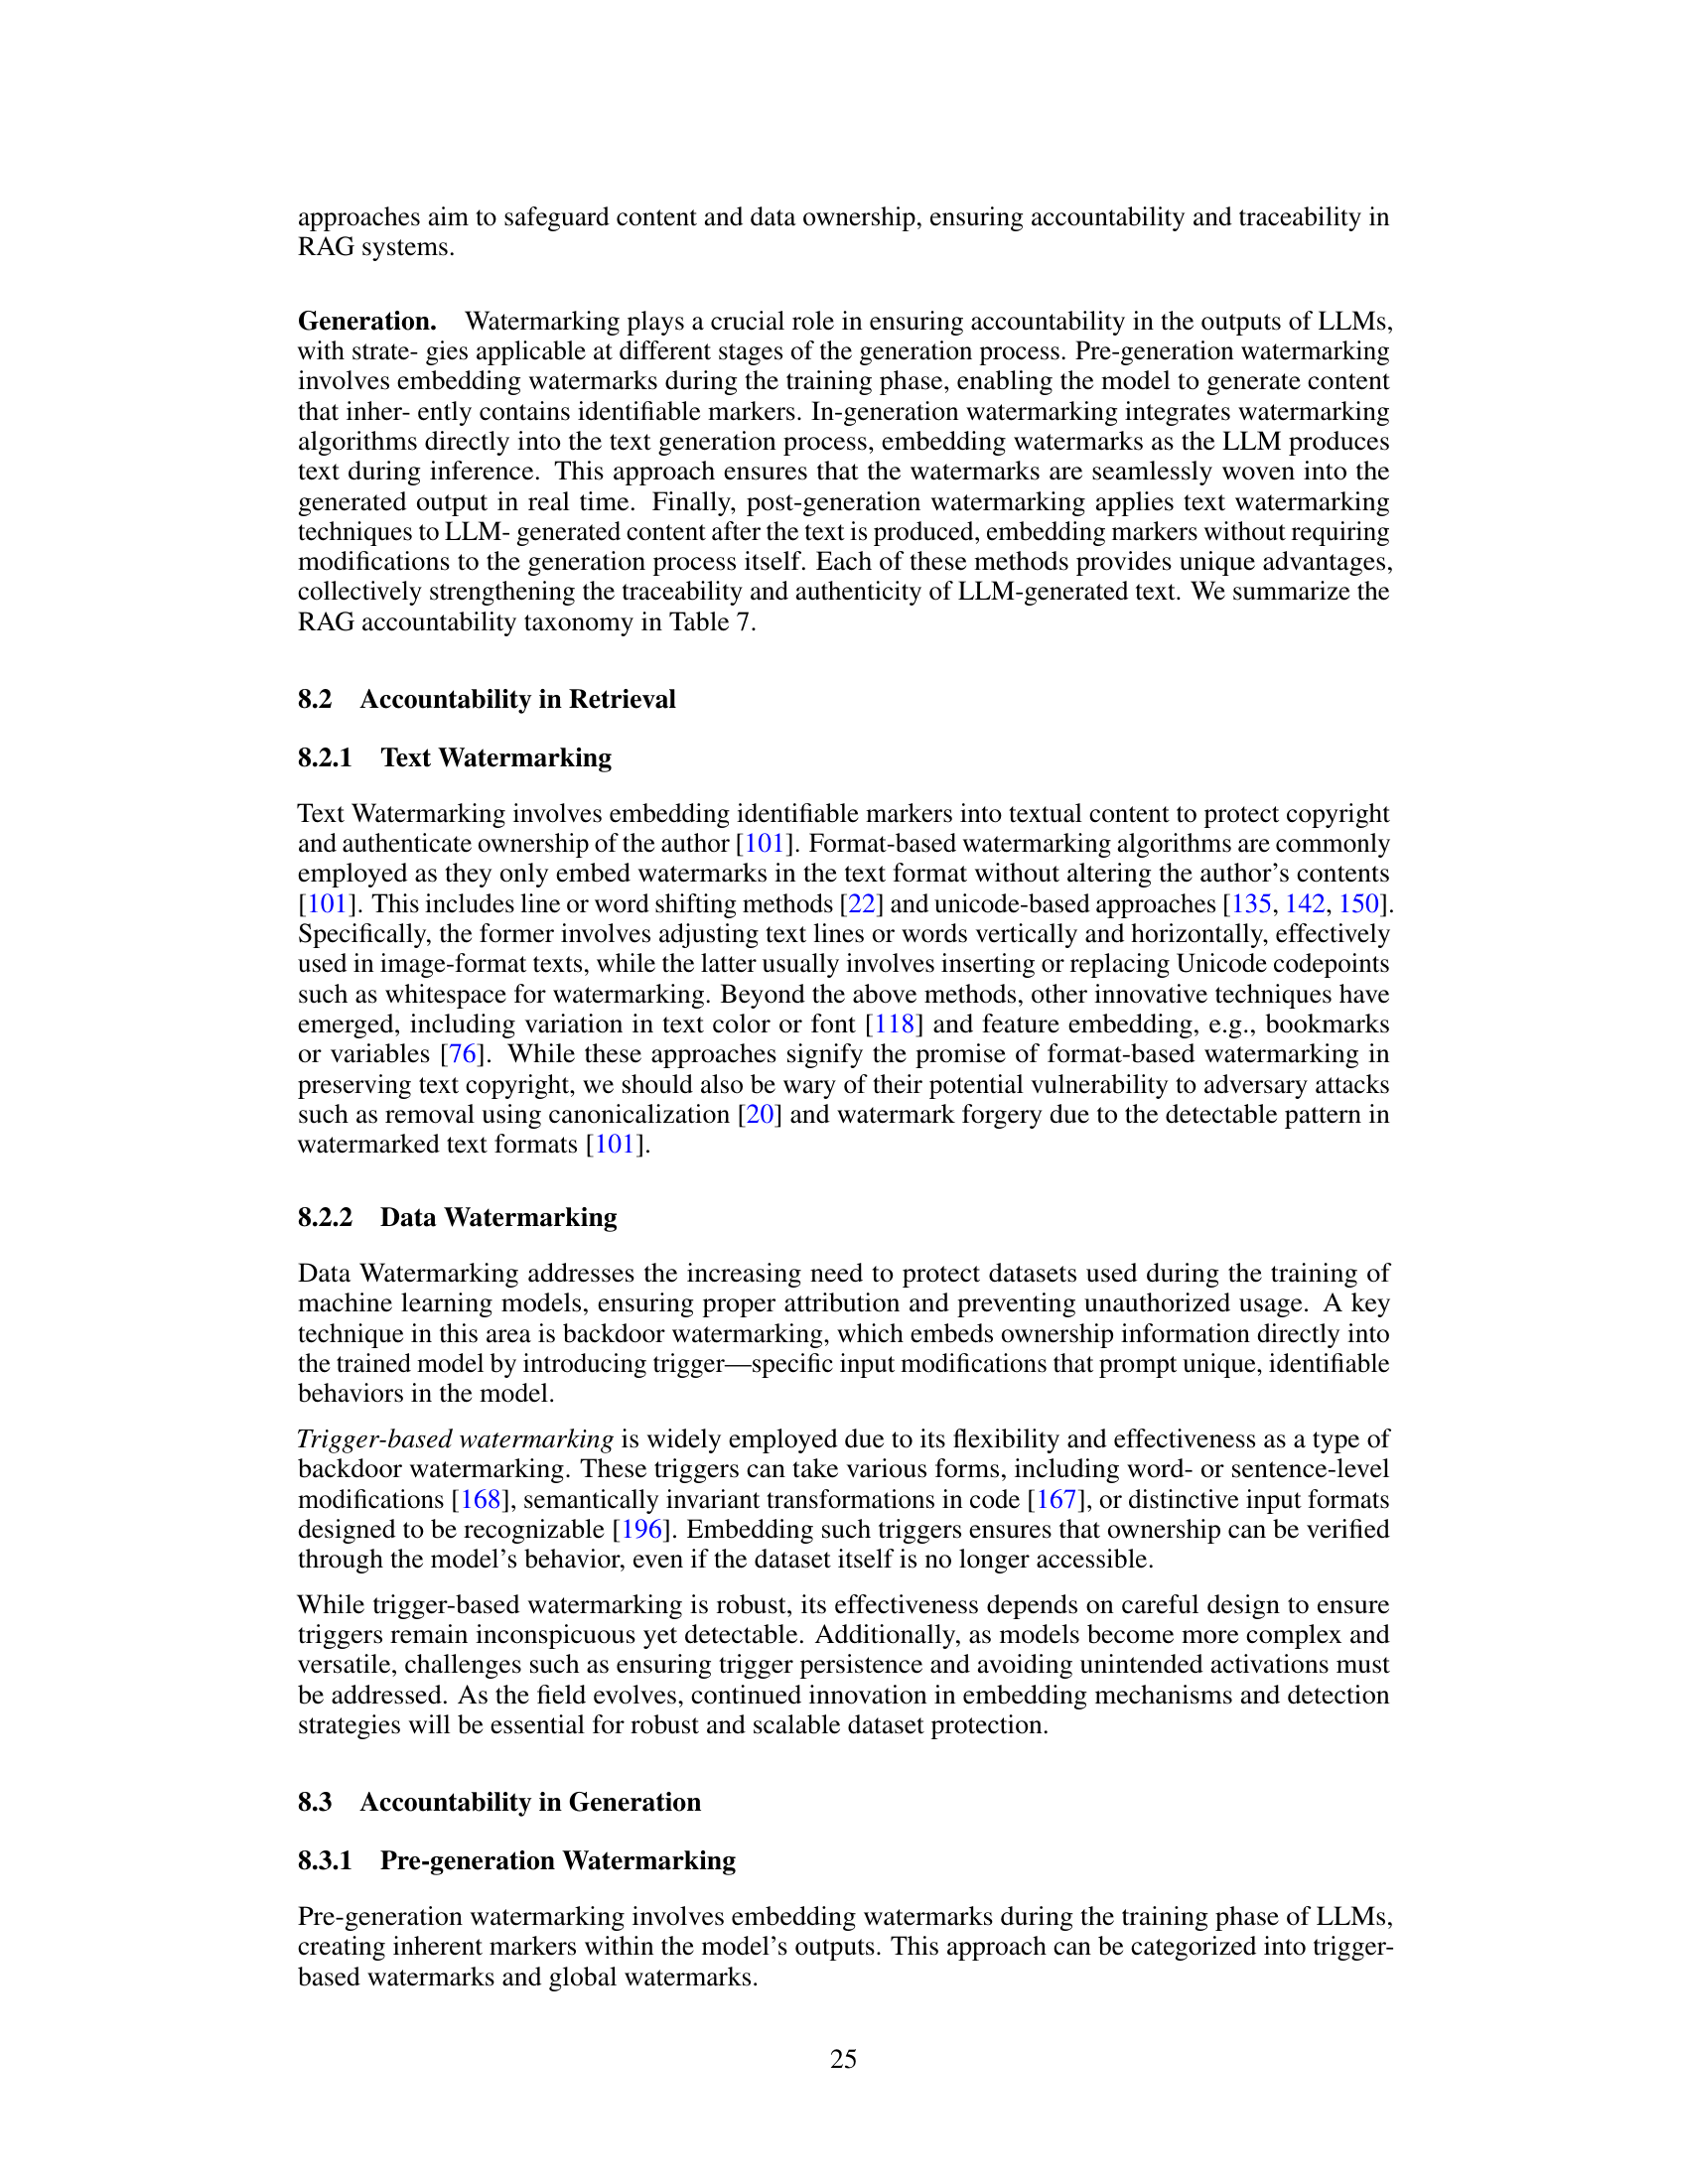 approaches aim to safeguard content and data ownership, ensuring accountability and traceability in
RAG systems.
Generation. Watermarking plays a crucial role in ensuring accountability in the outputs of LLMs,
with strate- gies applicable at different stages of the generation process. Pre-generation watermarking
involves embedding watermarks during the training phase, enabling the model to generate content
that inher- ently contains identifiable markers. In-generation watermarking integrates watermarking
algorithms directly into the text generation process, embedding watermarks as the LLM produces
text during inference. This approach ensures that the watermarks are seamlessly woven into the
generated output in real time. Finally, post-generation watermarking applies text watermarking
techniques to LLM- generated content after the text is produced, embedding markers without requiring
modifications to the generation process itself. Each of these methods provides unique advantages,
collectively strengthening the traceability and authenticity of LLM-generated text. We summarize the
RAG accountability taxonomy in Table 7.
8.2 Accountability in Retrieval
8.2.1 Text Watermarking
Text Watermarking involves embedding identifiable markers into textual content to protect copyright
and authenticate ownership of the author [101]. Format-based watermarking algorithms are commonly
employed as they only embed watermarks in the text format without altering the author's contents
[101]. This includes line or word shifting methods [22] and unicode-based approaches [135, 142, 150].
Specifically, the former involves adjusting text lines or words vertically and horizontally, effectively
used in image-format texts, while the latter usually involves inserting or replacing Unicode codepoints
such as whitespace for watermarking. Beyond the above methods, other innovative techniques have
emerged, including variation in text color or font [118] and feature embedding, e.g., bookmarks
or variables [76]. While these approaches signify the promise of format-based watermarking in
preserving text copyright, we should also be wary of their potential vulnerability to adversary attacks
such as removal using canonicalization [20] and watermark forgery due to the detectable pattern in
watermarked text formats [101].
8.2.2 Data Watermarking
Data Watermarking addresses the increasing need to protect datasets used during the training of
machine learning models, ensuring proper attribution and preventing unauthorized usage. A key
technique in this area is backdoor watermarking, which embeds ownership information directly into
the trained model by introducing trigger—specific input modifications that prompt unique, identifiable
behaviors in the model.
Trigger-based watermarking is widely employed due to its flexibility and effectiveness as a type of
backdoor watermarking. These triggers can take various forms, including word- or sentence-level
modifications [168], semantically invariant transformations in code [167], or distinctive input formats
designed to be recognizable [196]. Embedding such triggers ensures that ownership can be verified
through the model's behavior, even if the dataset itself is no longer accessible.
While trigger-based watermarking is robust, its effectiveness depends on careful design to ensure
triggers remain inconspicuous yet detectable. Additionally, as models become more complex and
versatile, challenges such as ensuring trigger persistence and avoiding unintended activations must
be addressed. As the field evolves, continued innovation in embedding mechanisms and detection
strategies will be essential for robust and scalable dataset protection.
8.3 Accountability in Generation
8.3.1 Pre-generation Watermarking
Pre-generation watermarking involves embedding watermarks during the training phase of LLMs,
creating inherent markers within the model's outputs. This approach can be categorized into trigger-
based watermarks and global watermarks.
25